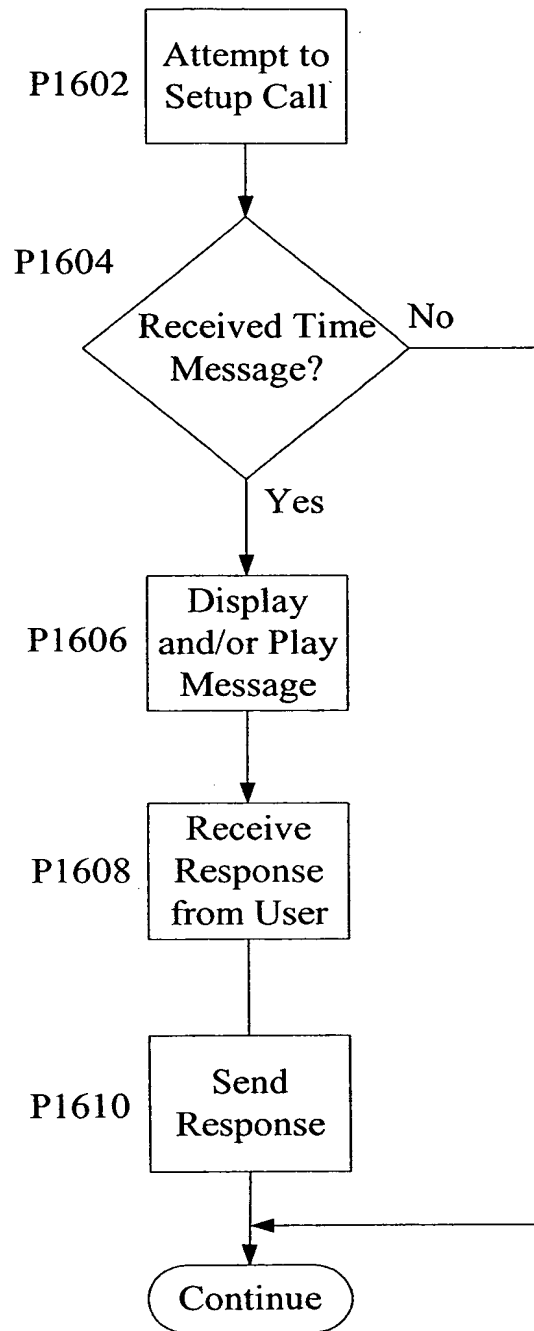 Attempt to
Setup Call
P1602
P1604
Received Time
Message?
No
Yes
Display
and/or Play
Message
P1606
Receive
Response
from User
P1608
Send
Response
P1610
Continue